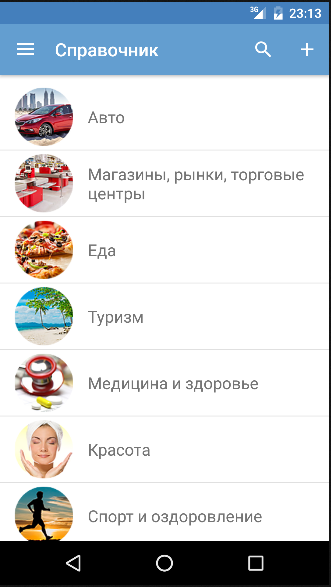 3G 23:13
Справочник
Авто
Магазины, рынки, торговые
центры
Еда
Туризм
Медицина и здоровье
Красота
Спорт и оздоровление